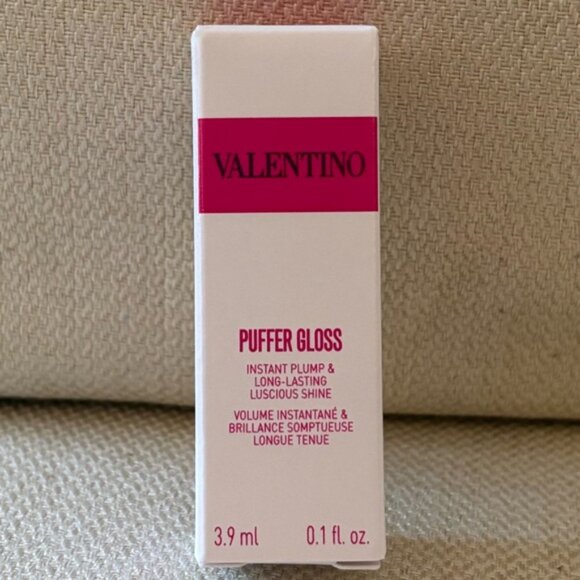 VALENTINO
PUFFER GLOSS
INSTANT PLUMP &
LONG-LASTING
LUSCIOUS SHINE
VOLUME INSTANTANÉ &
BRILLANCE SOMPTUEUSE
LONGUE TENUE
3.9 ml 0.1 fl. oz.